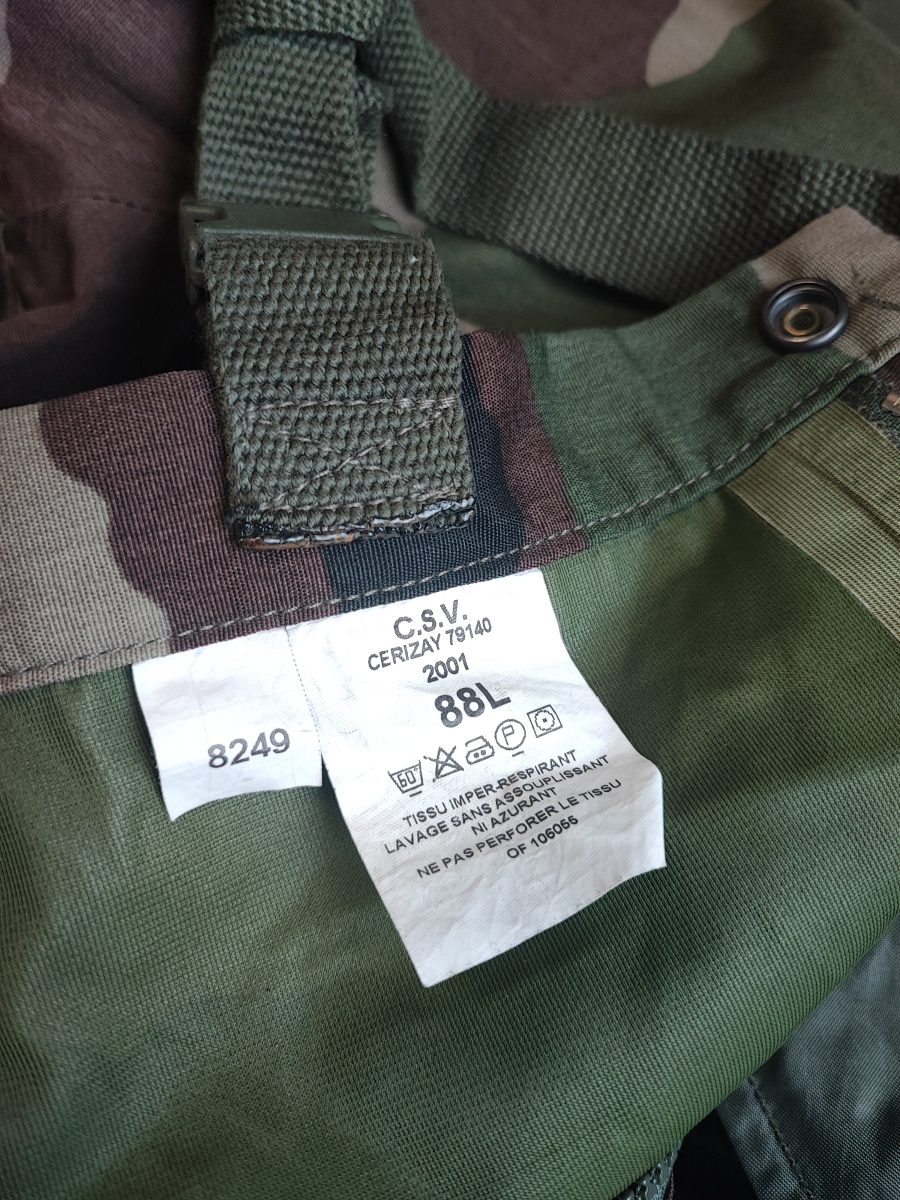 8249
C.S.V.
CERIZAY 79140
2001
88L
60°
P
TISSU IMPER-RESPIRANT
LAVAGE SANS ASSOUPLISSANT
NI AZURANT
NE PAS PERFORER LE TISSU
OF 106055